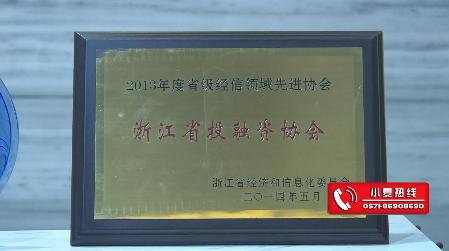 2013年度省级经信领域先进协会
浙江省投融资协会
浙江省经济和信息化委员会
二〇一四年五月
小夏热线
0571-86908690